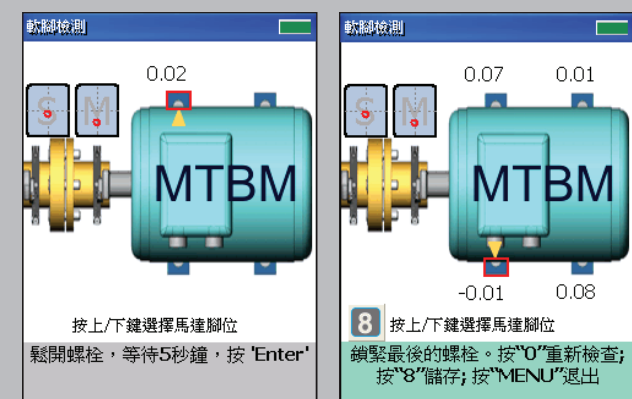 軟腳檢測
0.02
S M
MTBM
按上/下鍵選擇馬達腳位
鬆開螺栓，等待5秒鐘，按 'Enter'
軟腳檢測
0.07 0.01
S M
MTBM
-0.01 0.08
8 按上/下鍵選擇馬達腳位
鎖緊最後的螺栓。按"0"重新檢查;
按"8"儲存; 按"MENU"退出